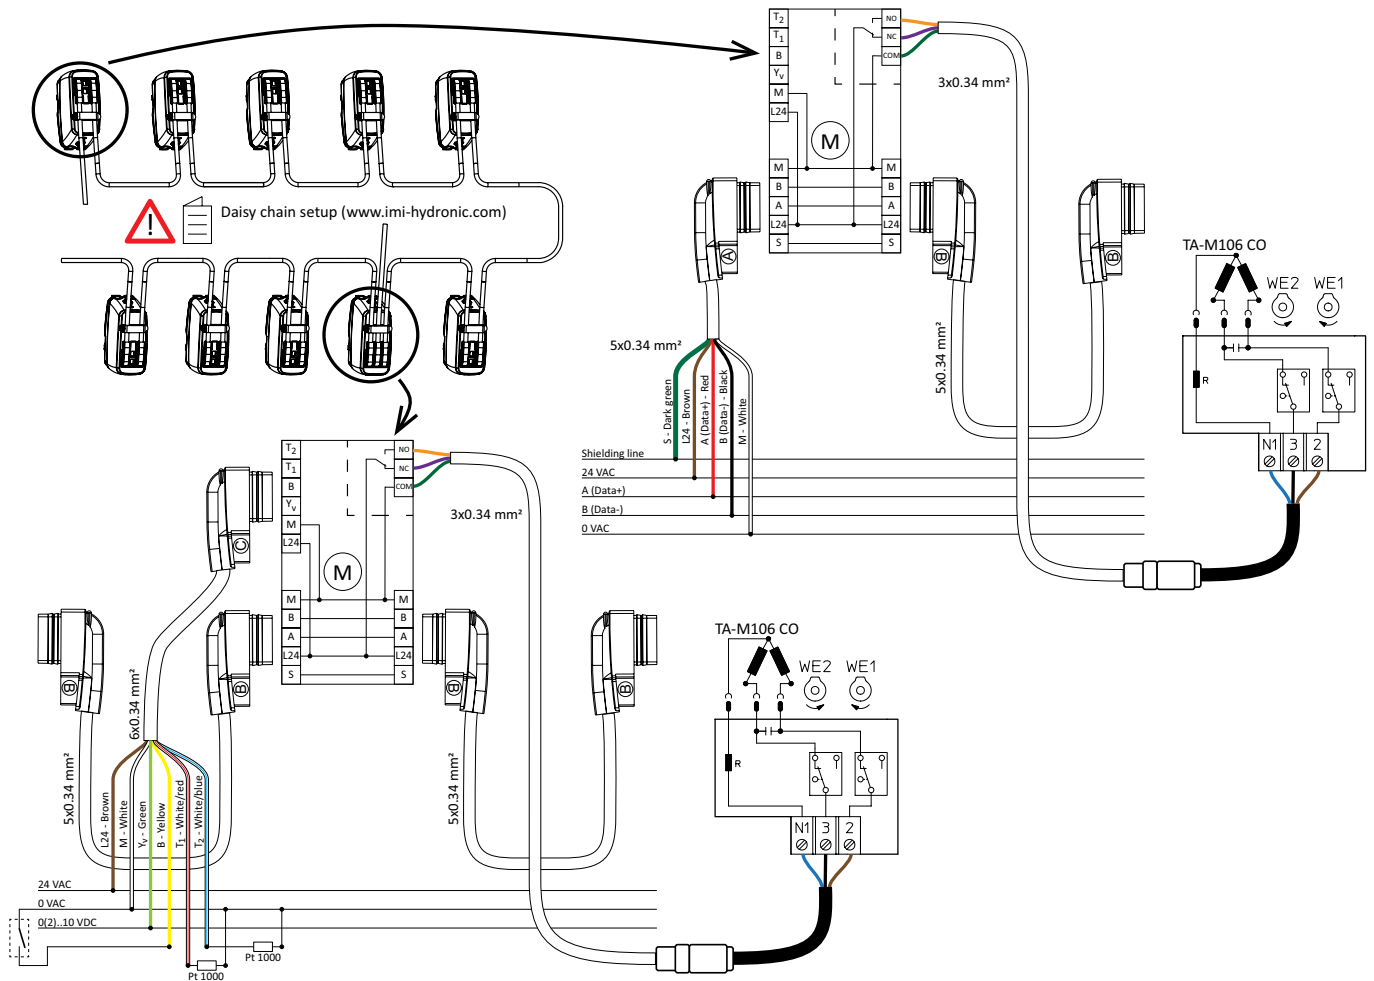 Daisy chain setup (www.imi-hydronic.com)
T2
T1
B
Yv
M
L24
NO
NC
COM
M
M
B
A
L24
S
M
B
A
L24
S
3x0.34 mm²
A
B
B
5x0.34 mm²
5x0.34 mm²
S - Dark green
L24 - Brown
A (Data+) - Red
B (Data-) - Black
M - White
Shielding line
24 VAC
A (Data+)
B (Data-)
0 VAC
TA-M106 CO
WE2
WE1
R
N1
3
2
T2
T1
B
Yv
M
L24
NO
NC
COM
M
M
B
A
L24
S
M
B
A
L24
S
3x0.34 mm²
C
B
B
B
B
6x0.34 mm²
5x0.34 mm²
5x0.34 mm²
L24 - Brown
M - White
Yv - Green
B - Yellow
T1 - White/red
T2 - White/blue
24 VAC
0 VAC
0(2)..10 VDC
Pt 1000
Pt 1000
TA-M106 CO
WE2
WE1
R
N1
3
2